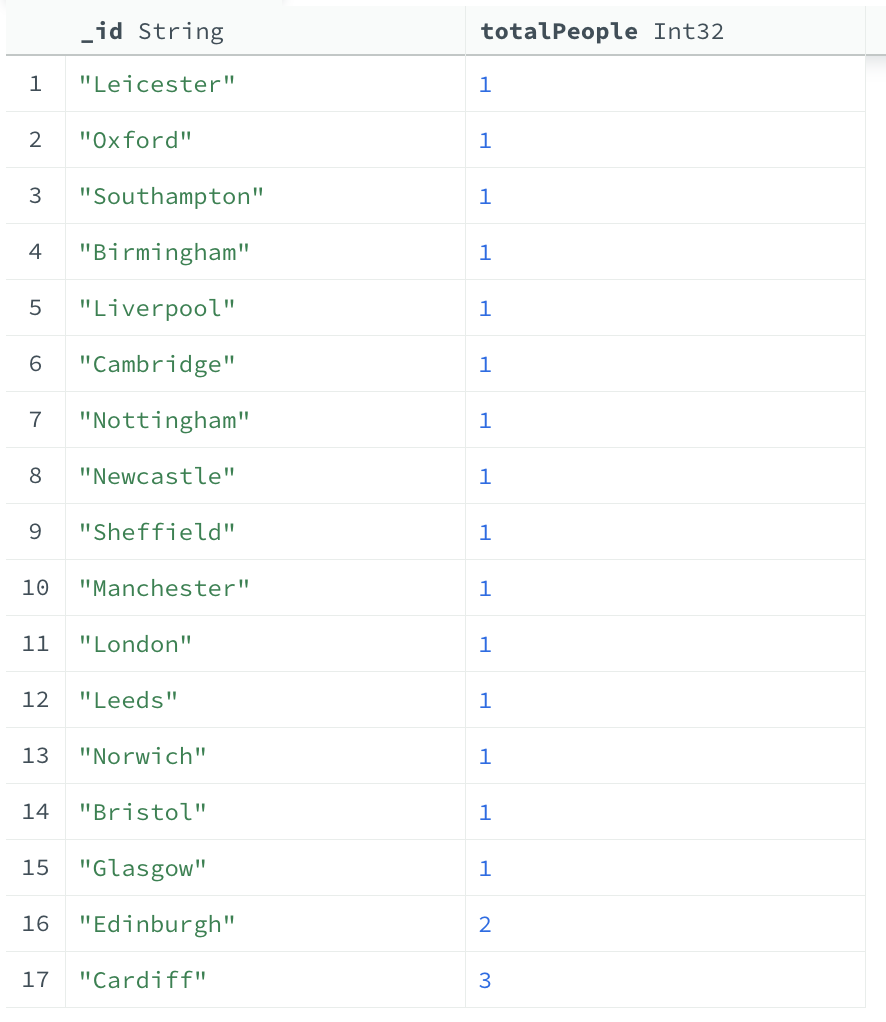 _id String totalPeople Int32
1 "Leicester" 1
2 "Oxford" 1
3 "Southampton" 1
4 "Birmingham" 1
5 "Liverpool" 1
6 "Cambridge" 1
7 "Nottingham" 1
8 "Newcastle" 1
9 "Sheffield" 1
10 "Manchester" 1
11 "London" 1
12 "Leeds" 1
13 "Norwich" 1
14 "Bristol" 1
15 "Glasgow" 1
16 "Edinburgh" 2
17 "Cardiff" 3